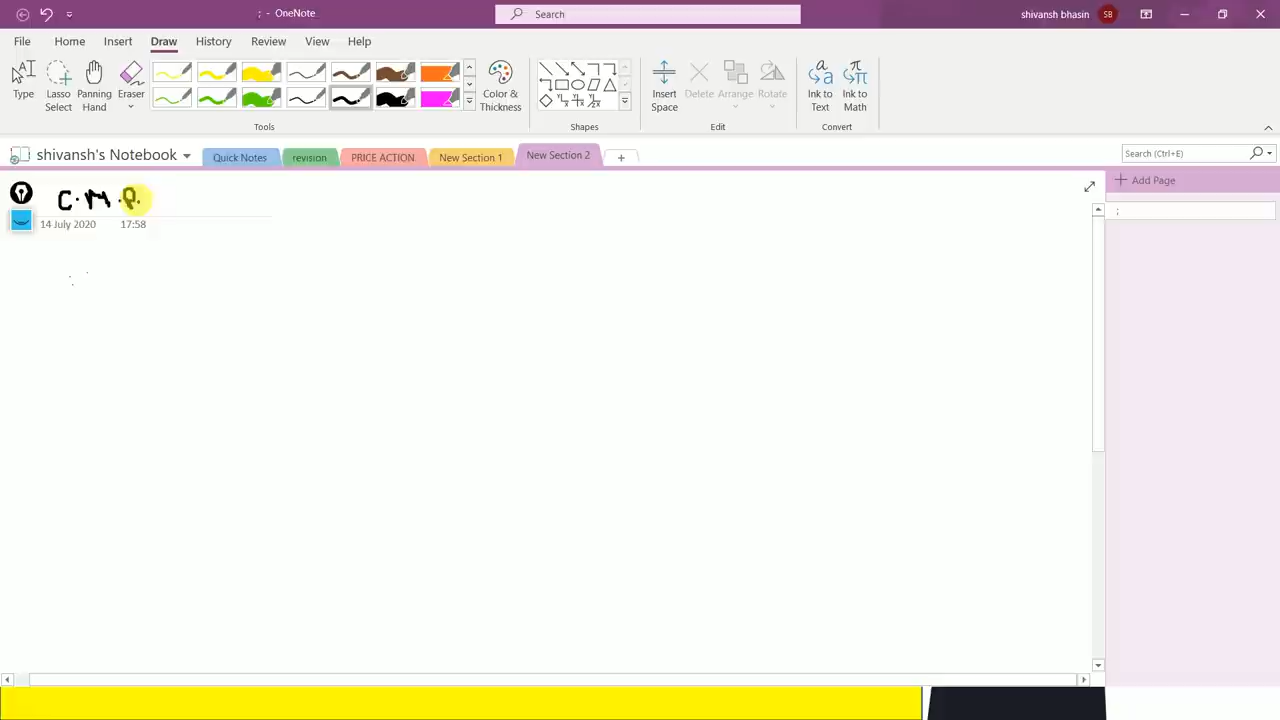 ; - OneNote
Search
shivansh bhasin
SB
File Home Insert Draw History Review View Help
Type
Lasso Select
Panning Hand
Eraser
Color & Thickness
Insert Space
Delete
Arrange
Rotate
Ink to Text
Ink to Math
Tools
Shapes
Edit
Convert
shivansh's Notebook
Quick Notes
revision
PRICE ACTION
New Section 1
New Section 2
+
Search (Ctrl+E)
Add Page
;
C.M.P.
14 July 2020 17:58